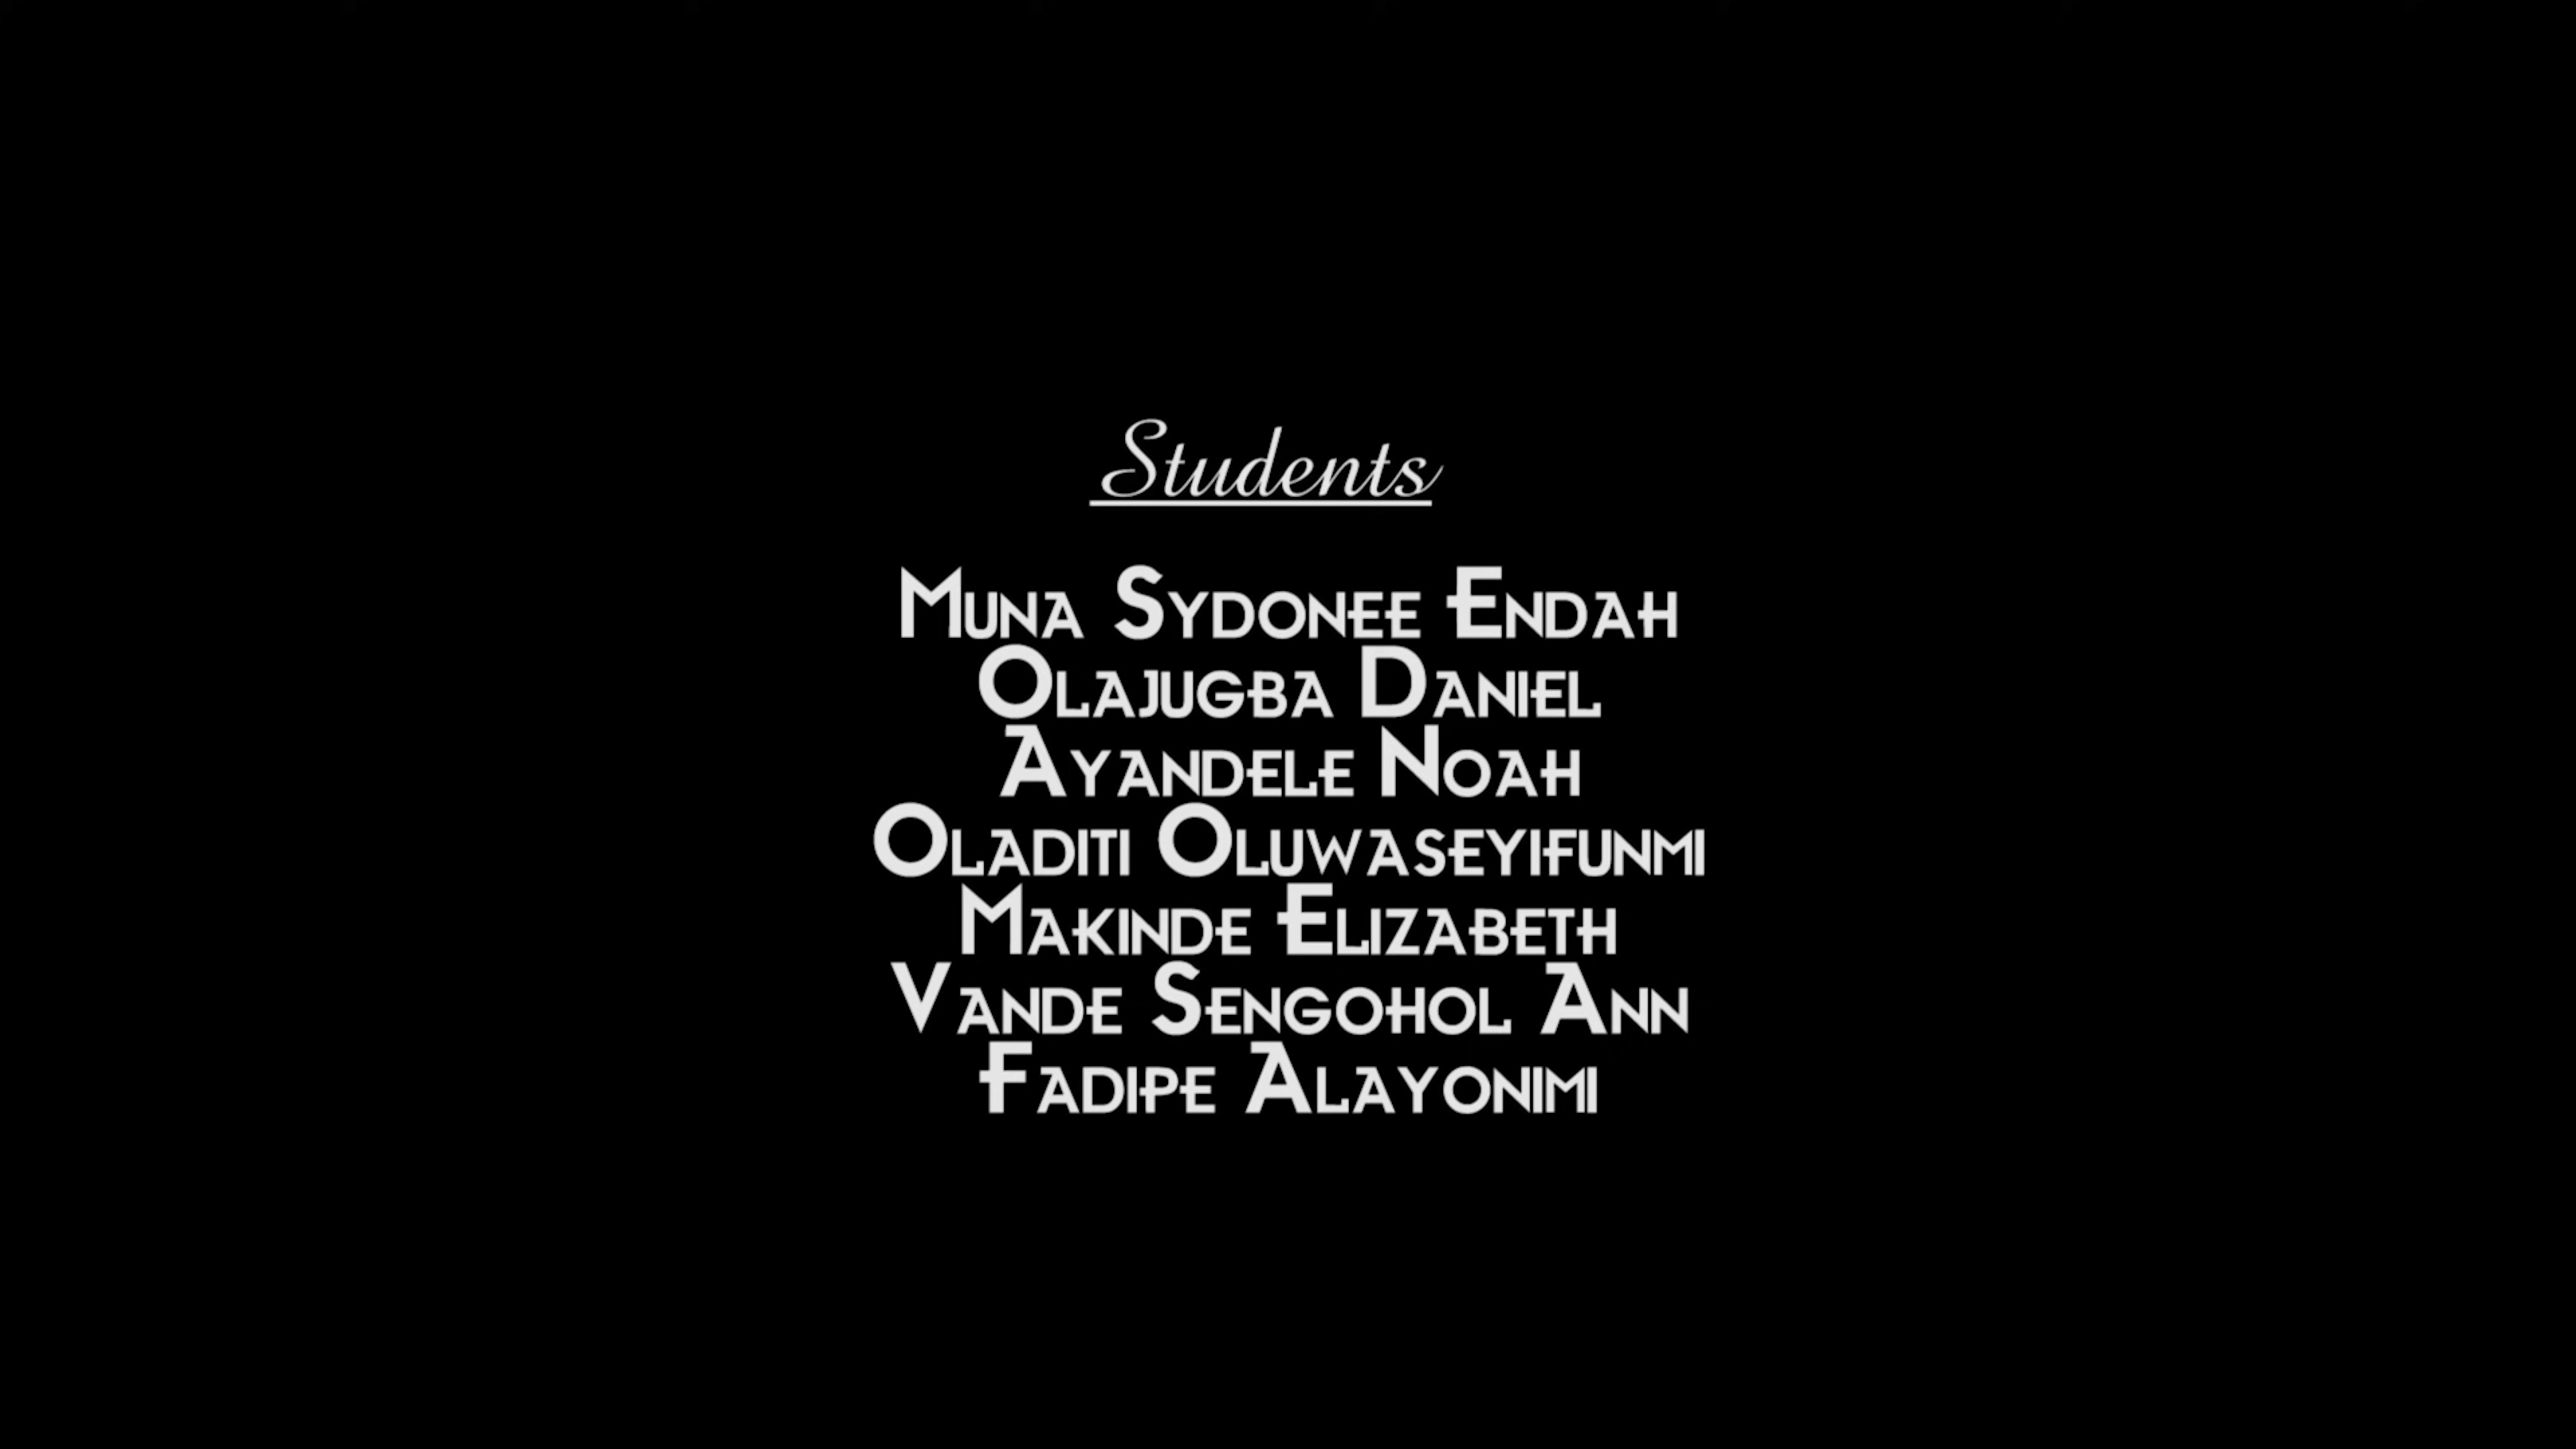 Students
Muna Sydonee Endah
Olajugba Daniel
Ayandele Noah
Oladiti Oluwaseyifunmi
Makinde Elizabeth
Vande Sengohol Ann
Fadipe Alayonimi